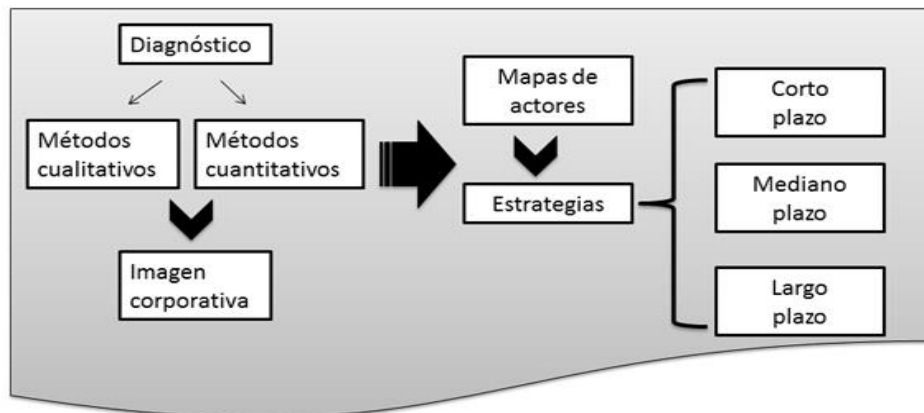 Diagnóstico
Métodos
cualitativos
Métodos
cuantitativos
Imagen
corporativa
Mapas de
actores
Estrategias
Corto
plazo
Mediano
plazo
Largo
plazo